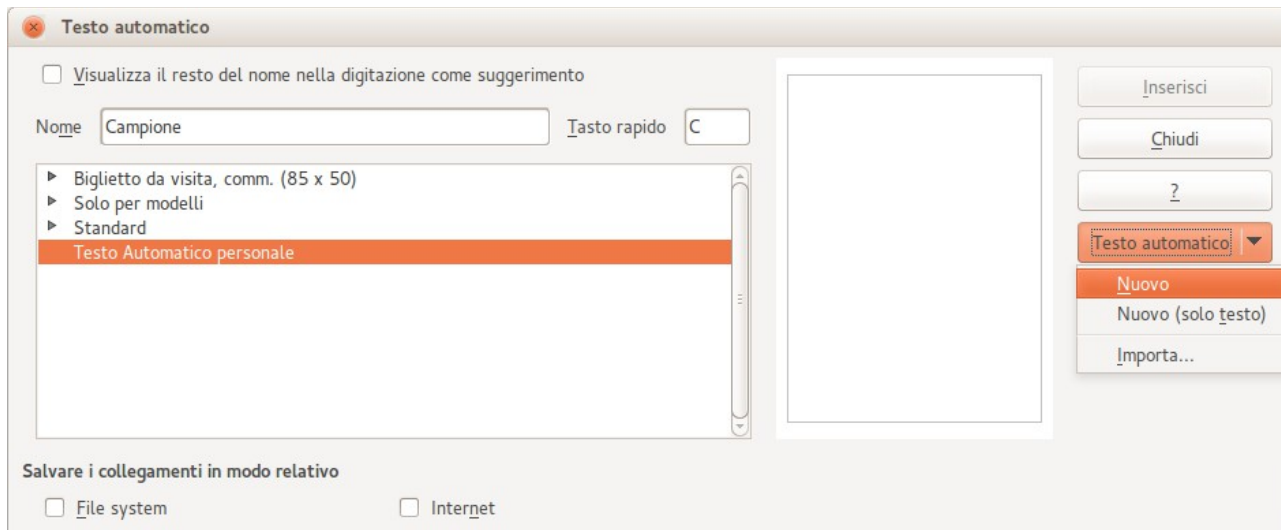 Testo automatico
Visualizza il resto del nome nella digitazione come suggerimento
Nome Campione Tasto rapido C
Biglietto da visita, comm. (85 x 50)
Solo per modelli
Standard
Testo Automatico personale
Inserisci
Chiudi
?
Testo automatico
Nuovo
Nuovo (solo testo)
Importa...
Salvare i collegamenti in modo relativo
File system Internet